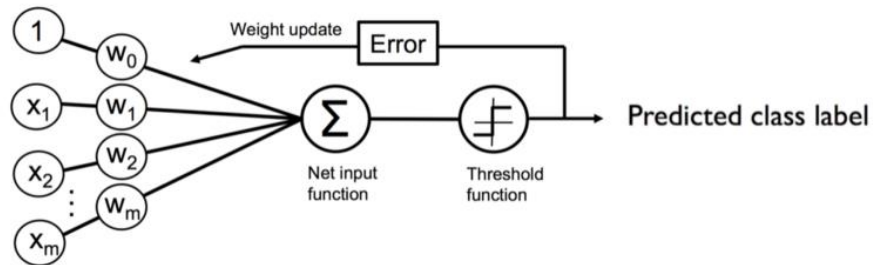 1
w₀
Weight update
Error
x₁
w₁
Σ
Predicted class label
x₂
w₂
Net input
function
Threshold
function
⋮
wₘ
xₘ